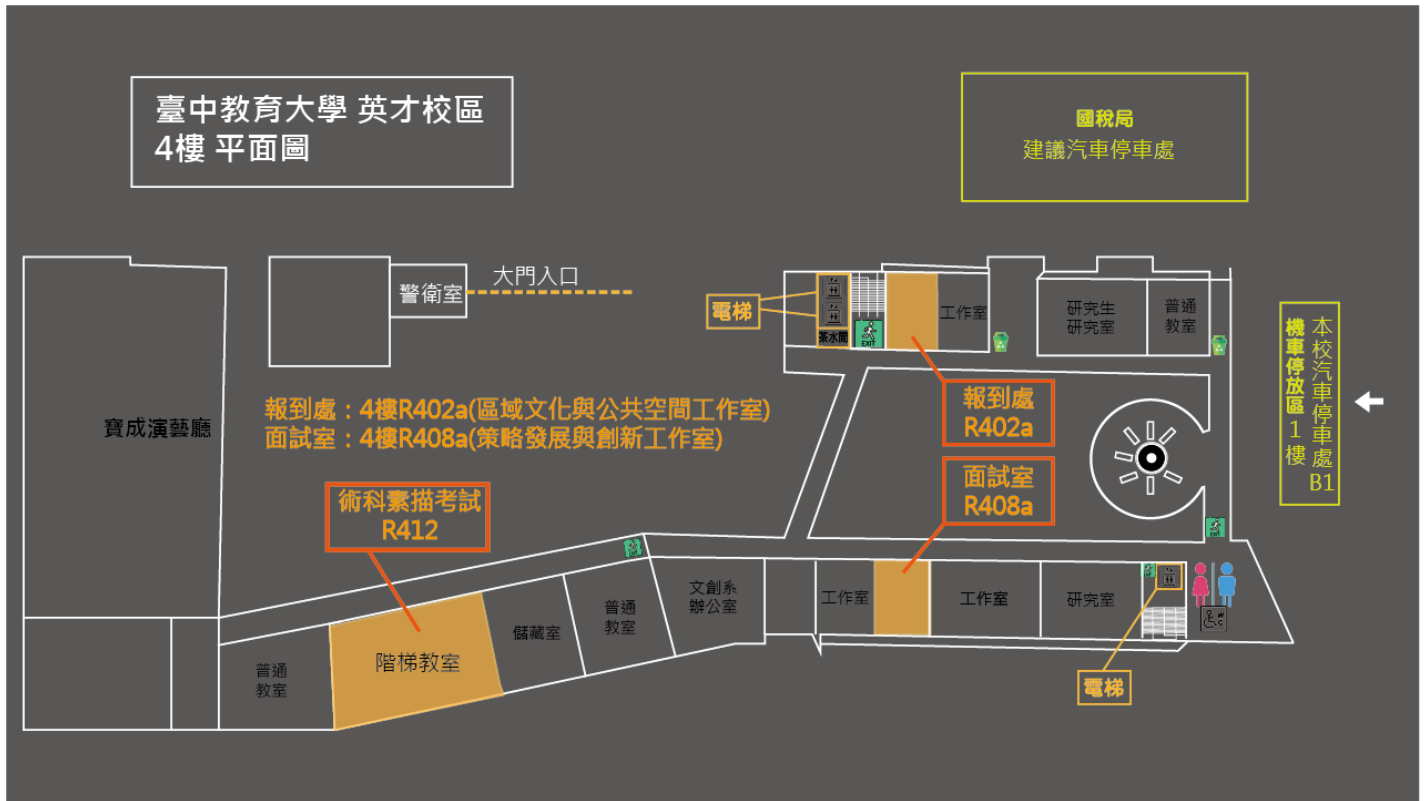 臺中教育大學 英才校區
4樓 平面圖
國稅局
建議汽車停車處
警衛室
大門入口
電梯
茶水間
EXIT
工作室
研究生
研究室
普通
教室
本校汽車停車處B1
機車停放區1樓
寶成演藝廳
報到處：4樓R402a(區域文化與公共空間工作室)
面試室：4樓R408a(策略發展與創新工作室)
報到處
R402a
面試室
R408a
術科素描考試
R412
EXIT
普通
教室
階梯教室
儲藏室
普通
教室
文創系
辦公室
工作室
工作室
研究室
電梯